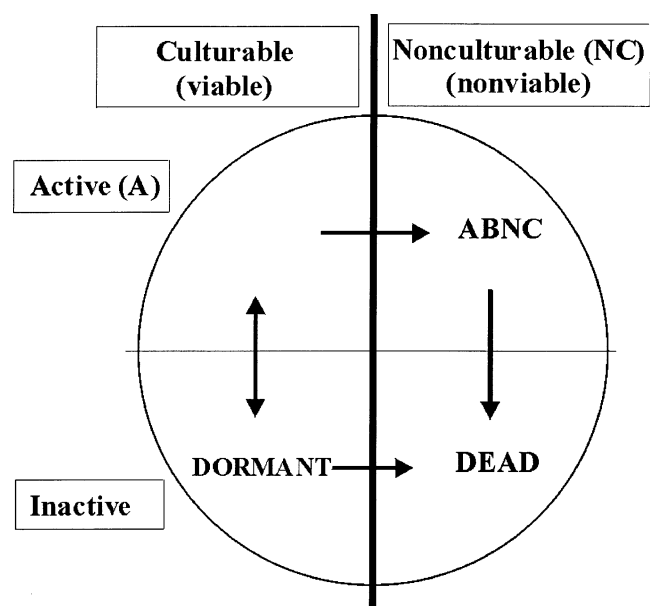 Culturable
(viable)
Nonculturable (NC)
(nonviable)
Active (A)
ABNC
DORMANT
DEAD
Inactive